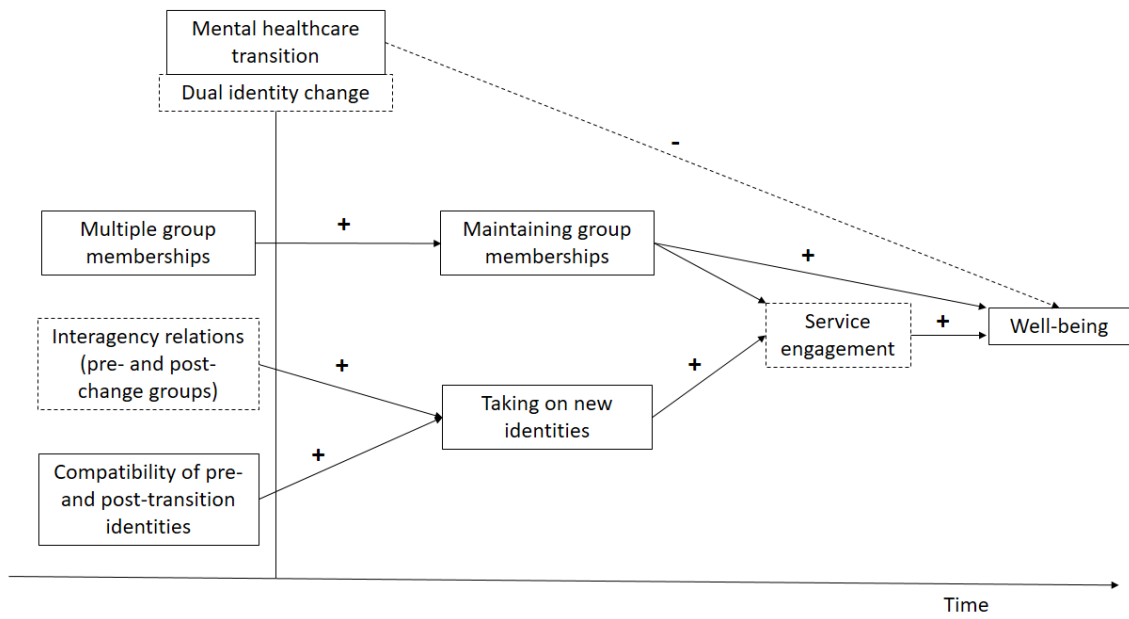 Mental healthcare
transition
Dual identity change
-
Multiple group
memberships
+
Maintaining group
memberships
+
Interagency relations
(pre- and post-
change groups)
+
Service
engagement
+
Well-being
+
Taking on new
identities
+
Compatibility of pre-
and post-transition
identities
Time